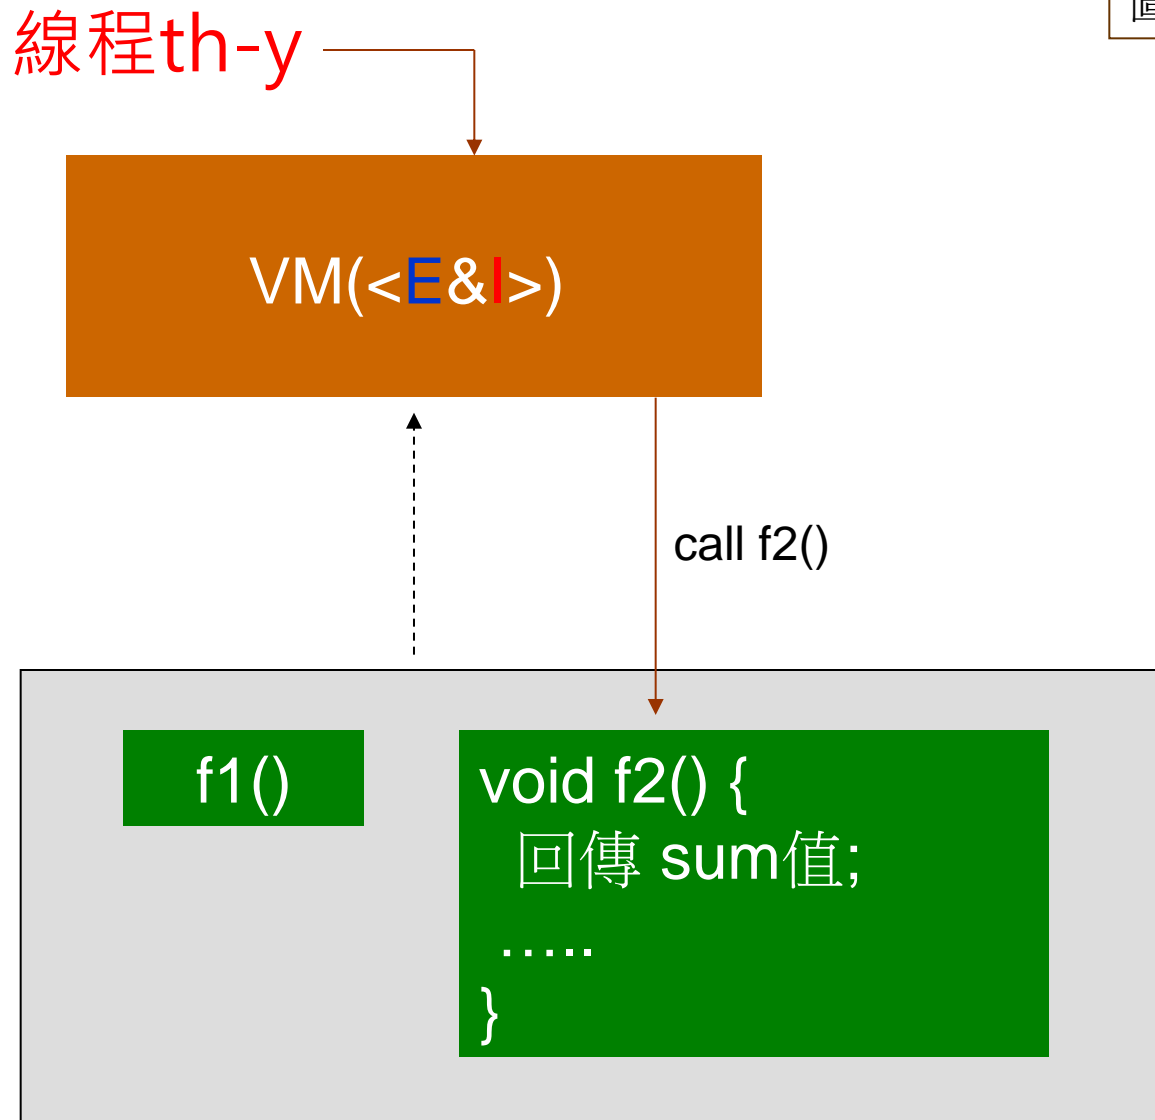 線程th-y
VM(<E&I>)
call f2()
f1()
void f2() {
回傳 sum值;
…..
}